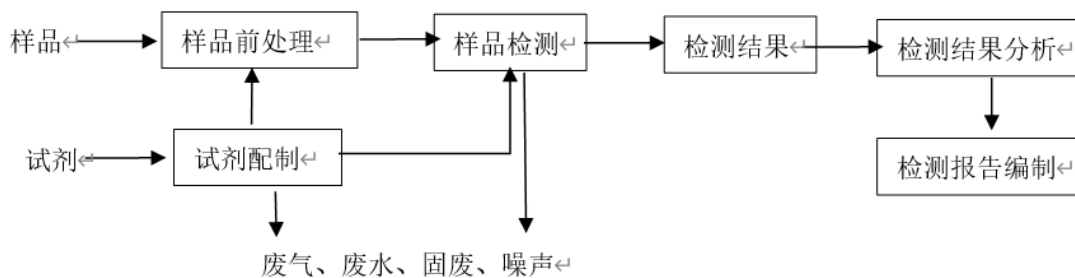 样品
样品前处理
样品检测
检测结果
检测结果分析
试剂
试剂配制
检测报告编制
废气、废水、固废、噪声